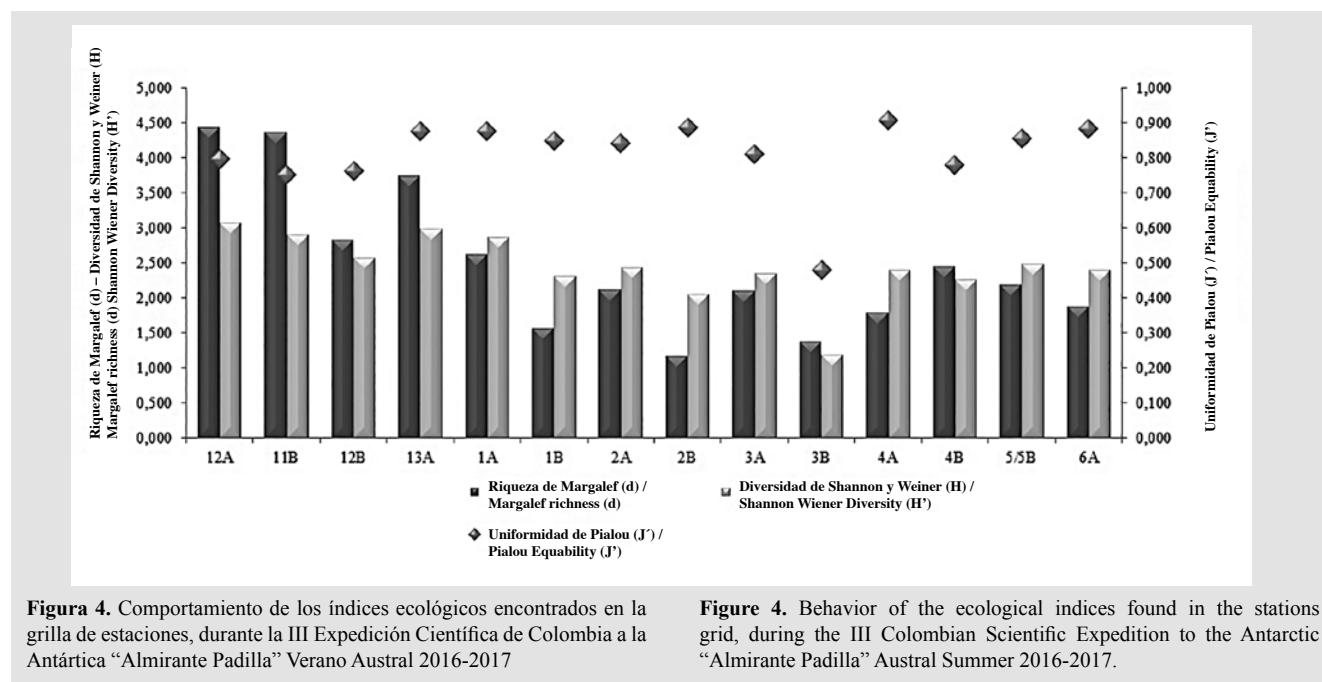 Riqueza de Margalef (d) – Diversidad de Shannon y Weiner (H)
Margalef richness (d) Shannon Wiener Diversity (H’)
5,000
4,500
4,000
3,500
3,000
2,500
2,000
1,500
1,000
0,500
0,000
1,000
0,900
0,800
0,700
0,600
0,500
0,400
0,300
0,200
0,100
0,000
Uniformidad de Pialou (J´) / Pialou Equability (J’)
12A 11B 12B 13A 1A 1B 2A 2B 3A 3B 4A 4B 5/5B 6A
Riqueza de Margalef (d) /
Margalef richness (d)
Diversidad de Shannon y Weiner (H) /
Shannon Wiener Diversity (H’)
Uniformidad de Pialou (J´) /
Pialou Equability (J’)
Figura 4. Comportamiento de los índices ecológicos encontrados en la
grilla de estaciones, durante la III Expedición Científica de Colombia a la
Antártica “Almirante Padilla” Verano Austral 2016-2017
Figure 4. Behavior of the ecological indices found in the stations
grid, during the III Colombian Scientific Expedition to the Antarctic
“Almirante Padilla” Austral Summer 2016-2017.